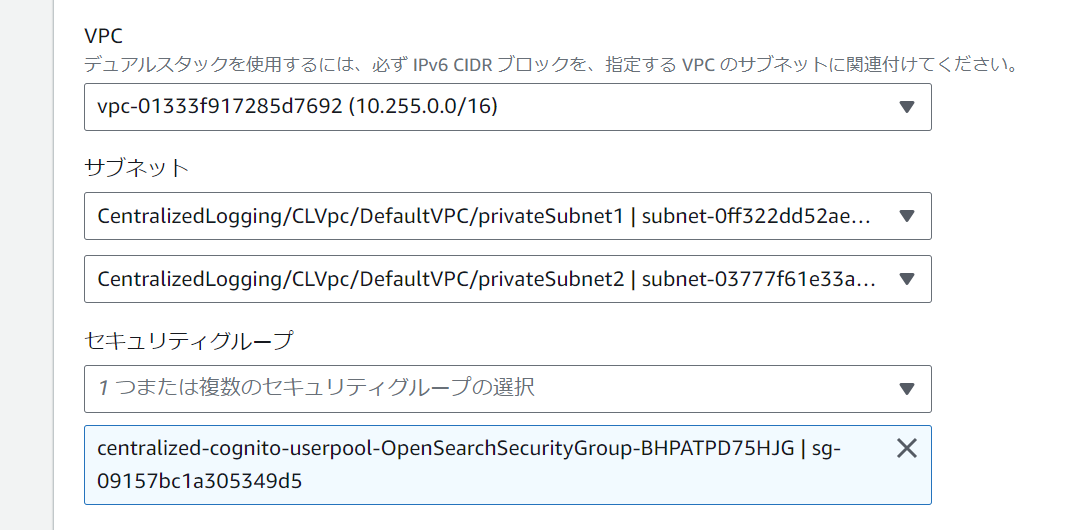 VPC
デュアルスタックを使用するには、必ず IPv6 CIDR ブロックを、指定する VPC のサブネットに関連付けてください。
vpc-01333f917285d7692 (10.255.0.0/16)
サブネット
CentralizedLogging/CLVpc/DefaultVPC/privateSubnet1 | subnet-0ff322dd52ae...
CentralizedLogging/CLVpc/DefaultVPC/privateSubnet2 | subnet-03777f61e33a...
セキュリティグループ
1 つまたは複数のセキュリティグループの選択
centralized-cognito-userpool-OpenSearchSecurityGroup-BHPATPD75HJG | sg-
09157bc1a305349d5